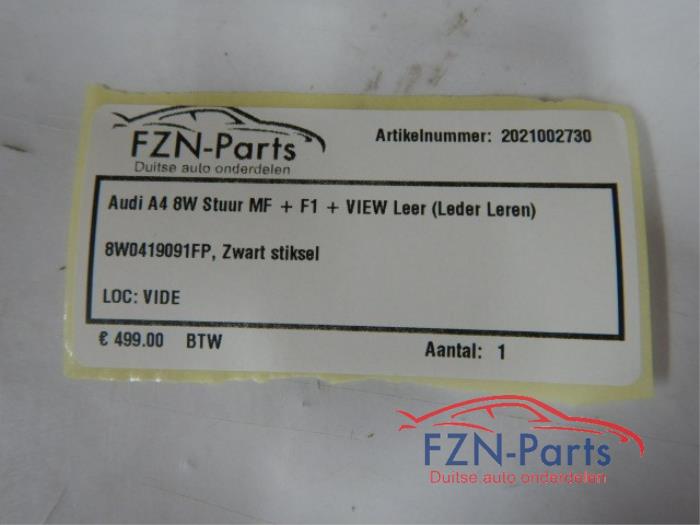 FZN-Parts
Duitse auto onderdelen
Artikelnummer: 2021002730
Audi A4 8W Stuur MF + F1 + VIEW Leer (Leder Leren)
8W0419091FP, Zwart stiksel
LOC: VIDE
€ 499.00 BTW
Aantal: 1
FZN-Parts
Duitse auto onderdelen